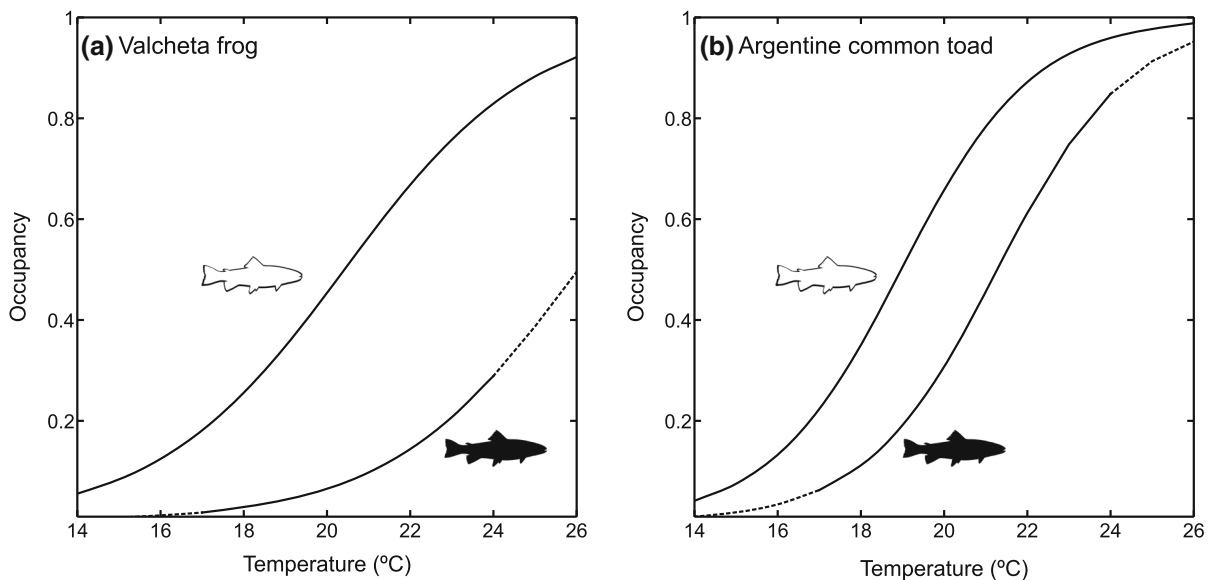 (a) Valcheta frog
1
0.8
0.6
0.4
0.2
Occupancy
14 16 18 20 22 24 26
Temperature (ºC)
(b) Argentine common toad
1
0.8
0.6
0.4
0.2
Occupancy
14 16 18 20 22 24 26
Temperature (ºC)